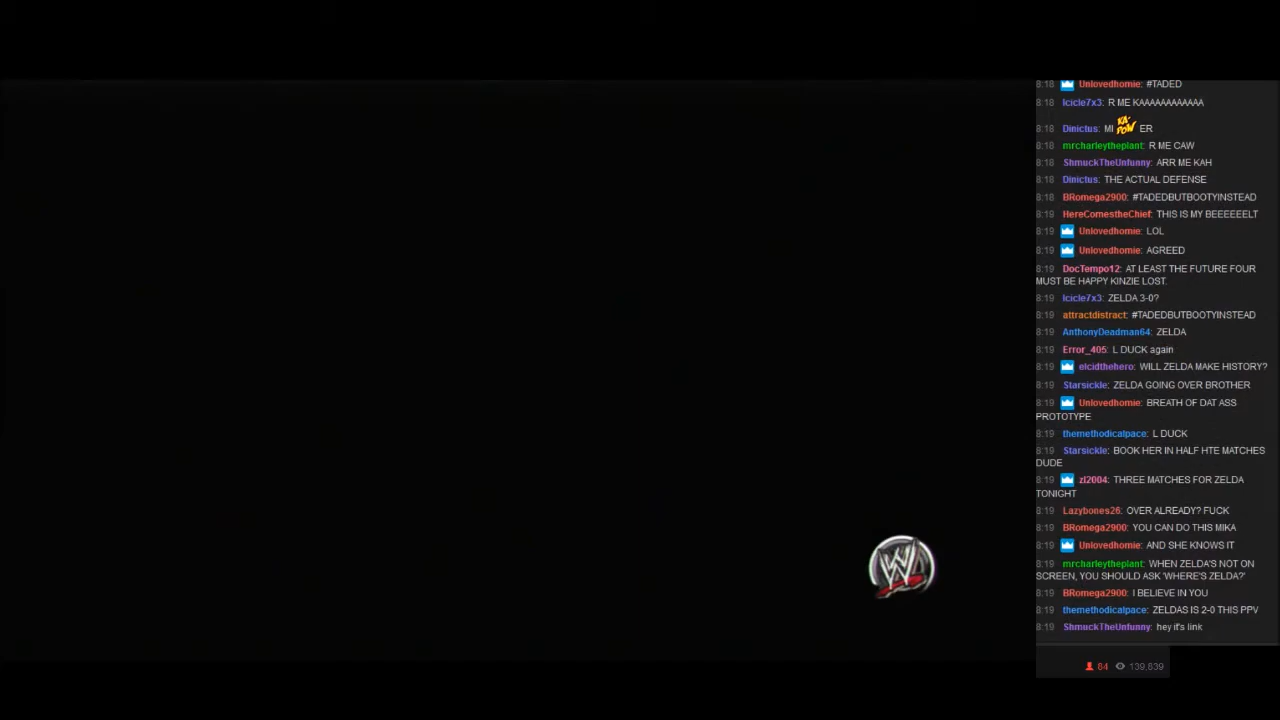 8:18 Unlovedhomie: #TADED
8:18 Icicle7x3: R ME KAAAAAAAAAAAA
8:18 Dinictus: MI KA-POW ER
8:18 mrcharleytheplant: R ME CAW
8:18 ShmuckTheUnfunny: ARR ME KAH
8:18 Dinictus: THE ACTUAL DEFENSE
8:18 BRomega2900: #TADEDBUTBOOTYINSTEAD
8:19 HereComestheChief: THIS IS MY BEEEEEELT
8:19 Unlovedhomie: LOL
8:19 Unlovedhomie: AGREED
8:19 DocTempo12: AT LEAST THE FUTURE FOUR
MUST BE HAPPY KINZIE LOST.
8:19 Icicle7x3: ZELDA 3-0?
8:19 attractdistract: #TADEDBUTBOOTYINSTEAD
8:19 AnthonyDeadman64: ZELDA
8:19 Error_405: L DUCK again
8:19 elcidthehero: WILL ZELDA MAKE HISTORY?
8:19 Starsickle: ZELDA GOING OVER BROTHER
8:19 Unlovedhomie: BREATH OF DAT ASS
PROTOTYPE
8:19 themethodicalpace: L DUCK
8:19 Starsickle: BOOK HER IN HALF HTE MATCHES
DUDE
8:19 zl2004: THREE MATCHES FOR ZELDA
TONIGHT
8:19 Lazybones26: OVER ALREADY? FUCK
8:19 BRomega2900: YOU CAN DO THIS MIKA
8:19 Unlovedhomie: AND SHE KNOWS IT
8:19 mrcharleytheplant: WHEN ZELDA'S NOT ON
SCREEN, YOU SHOULD ASK 'WHERE'S ZELDA?'
8:19 BRomega2900: I BELIEVE IN YOU
8:19 themethodicalpace: ZELDAS IS 2-0 THIS PPV
8:19 ShmuckTheUnfunny: hey it's link
W
84 139,839